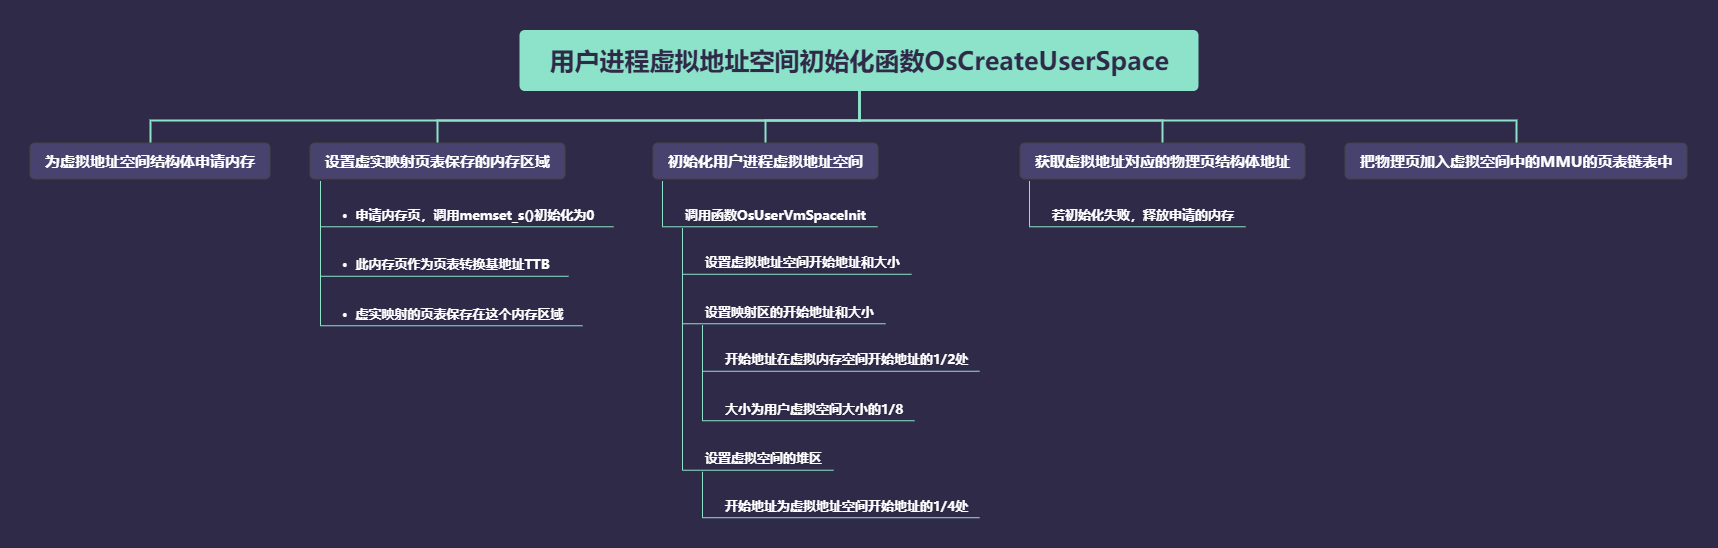 用户进程虚拟地址空间初始化函数OsCreateUserSpace
为虚拟地址空间结构体申请内存
设置虚实映射页表保存的内存区域
• 申请内存页，调用memset_s()初始化为0
• 此内存页作为页表转换基地址TTB
• 虚实映射的页表保存在这个内存区域
初始化用户进程虚拟地址空间
调用函数OsUserVmSpaceInit
设置虚拟地址空间开始地址和大小
设置映射区的开始地址和大小
开始地址在虚拟内存空间开始地址的1/2处
大小为用户虚拟空间大小的1/8
设置虚拟空间的堆区
开始地址为虚拟地址空间开始地址的1/4处
获取虚拟地址对应的物理页结构体地址
若初始化失败，释放申请的内存
把物理页加入虚拟空间中的MMU的页表链表中